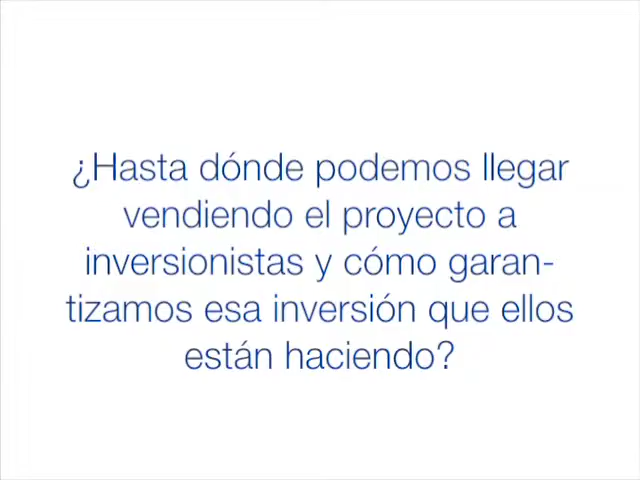 ¿Hasta dónde podemos llegar
vendiendo el proyecto a
inversionistas y cómo garan-
tizamos esa inversión que ellos
están haciendo?